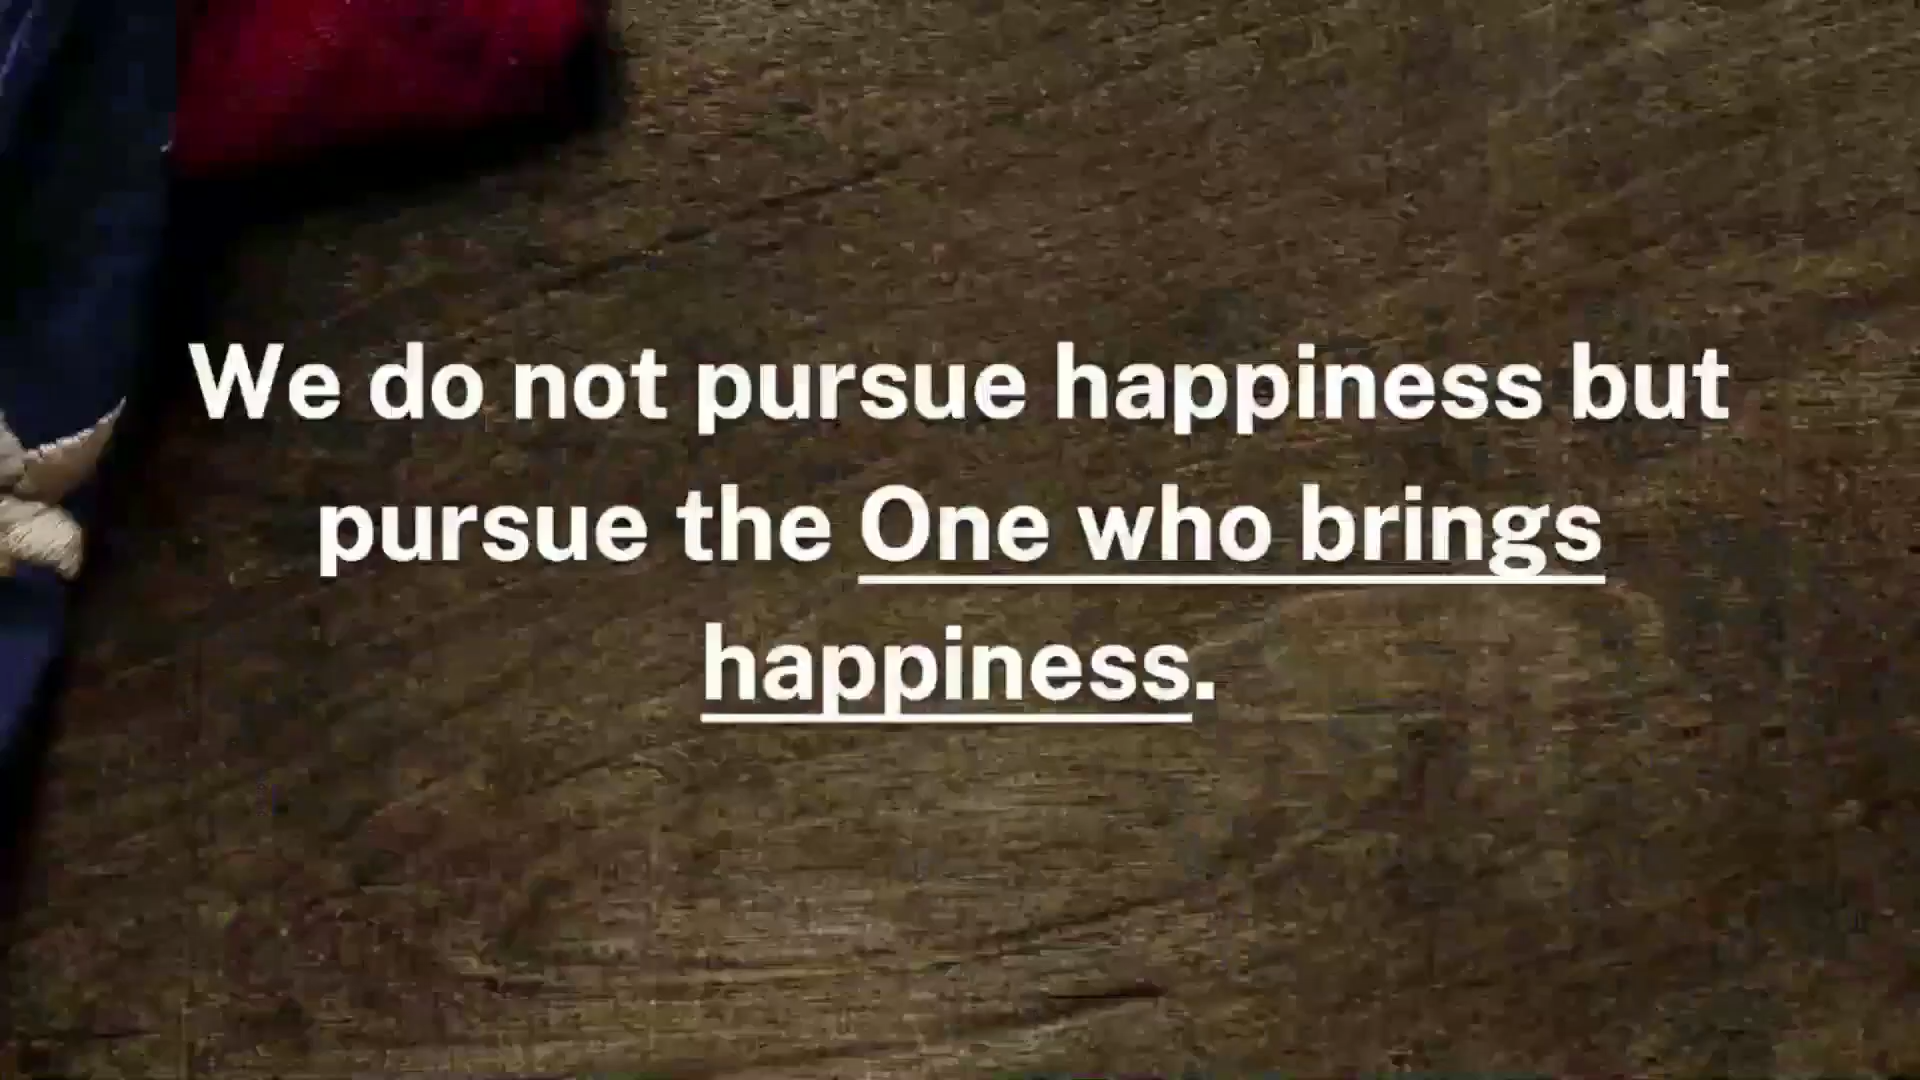 We do not pursue happiness but
pursue the One who brings
happiness.